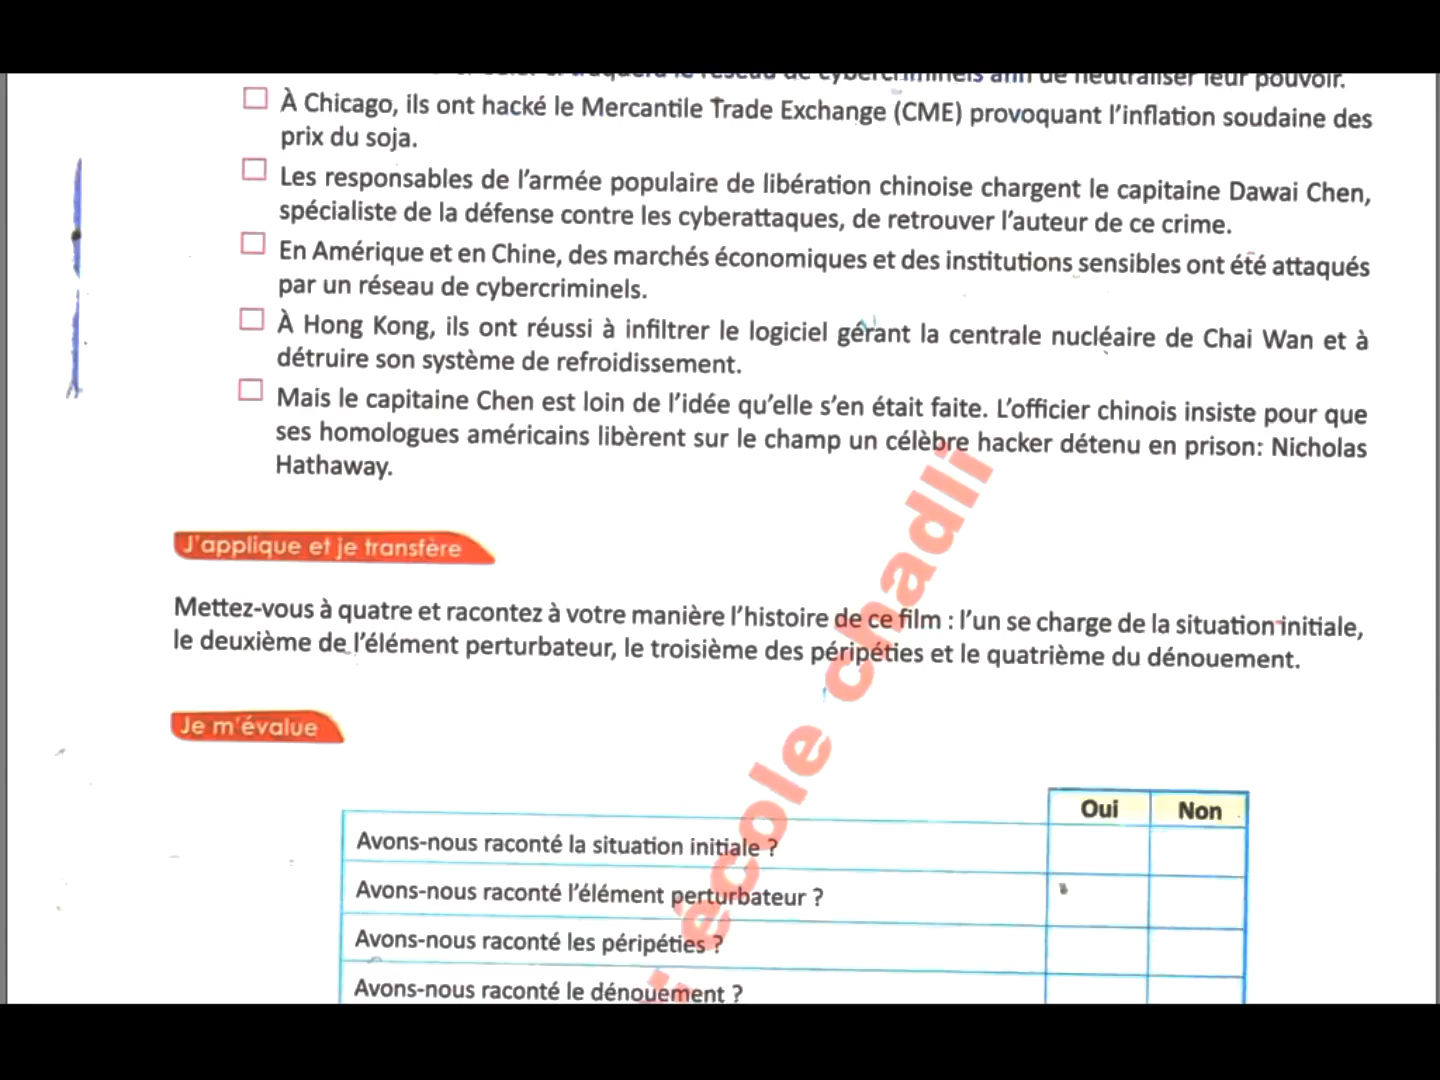 réseau de cybercriminels afin de neutraliser leur pouvoir.
À Chicago, ils ont hacké le Mercantile Trade Exchange (CME) provoquant l'inflation soudaine des
prix du soja.
Les responsables de l'armée populaire de libération chinoise chargent le capitaine Dawai Chen,
spécialiste de la défense contre les cyberattaques, de retrouver l'auteur de ce crime.
En Amérique et en Chine, des marchés économiques et des institutions sensibles ont été attaqués
par un réseau de cybercriminels.
À Hong Kong, ils ont réussi à infiltrer le logiciel gérant la centrale nucléaire de Chai Wan et à
détruire son système de refroidissement.
Mais le capitaine Chen est loin de l'idée qu'elle s'en était faite. L'officier chinois insiste pour que
ses homologues américains libèrent sur le champ un célèbre hacker détenu en prison: Nicholas
Hathaway.
J'applique et je transfère
Mettez-vous à quatre et racontez à votre manière l'histoire de ce film : l'un se charge de la situation initiale,
le deuxième de l'élément perturbateur, le troisième des péripéties et le quatrième du dénouement.
Je m'évalue
Oui Non
Avons-nous raconté la situation initiale ?
Avons-nous raconté l'élément perturbateur ?
Avons-nous raconté les péripéties ?
Avons-nous raconté le dénouement ?
école chadli